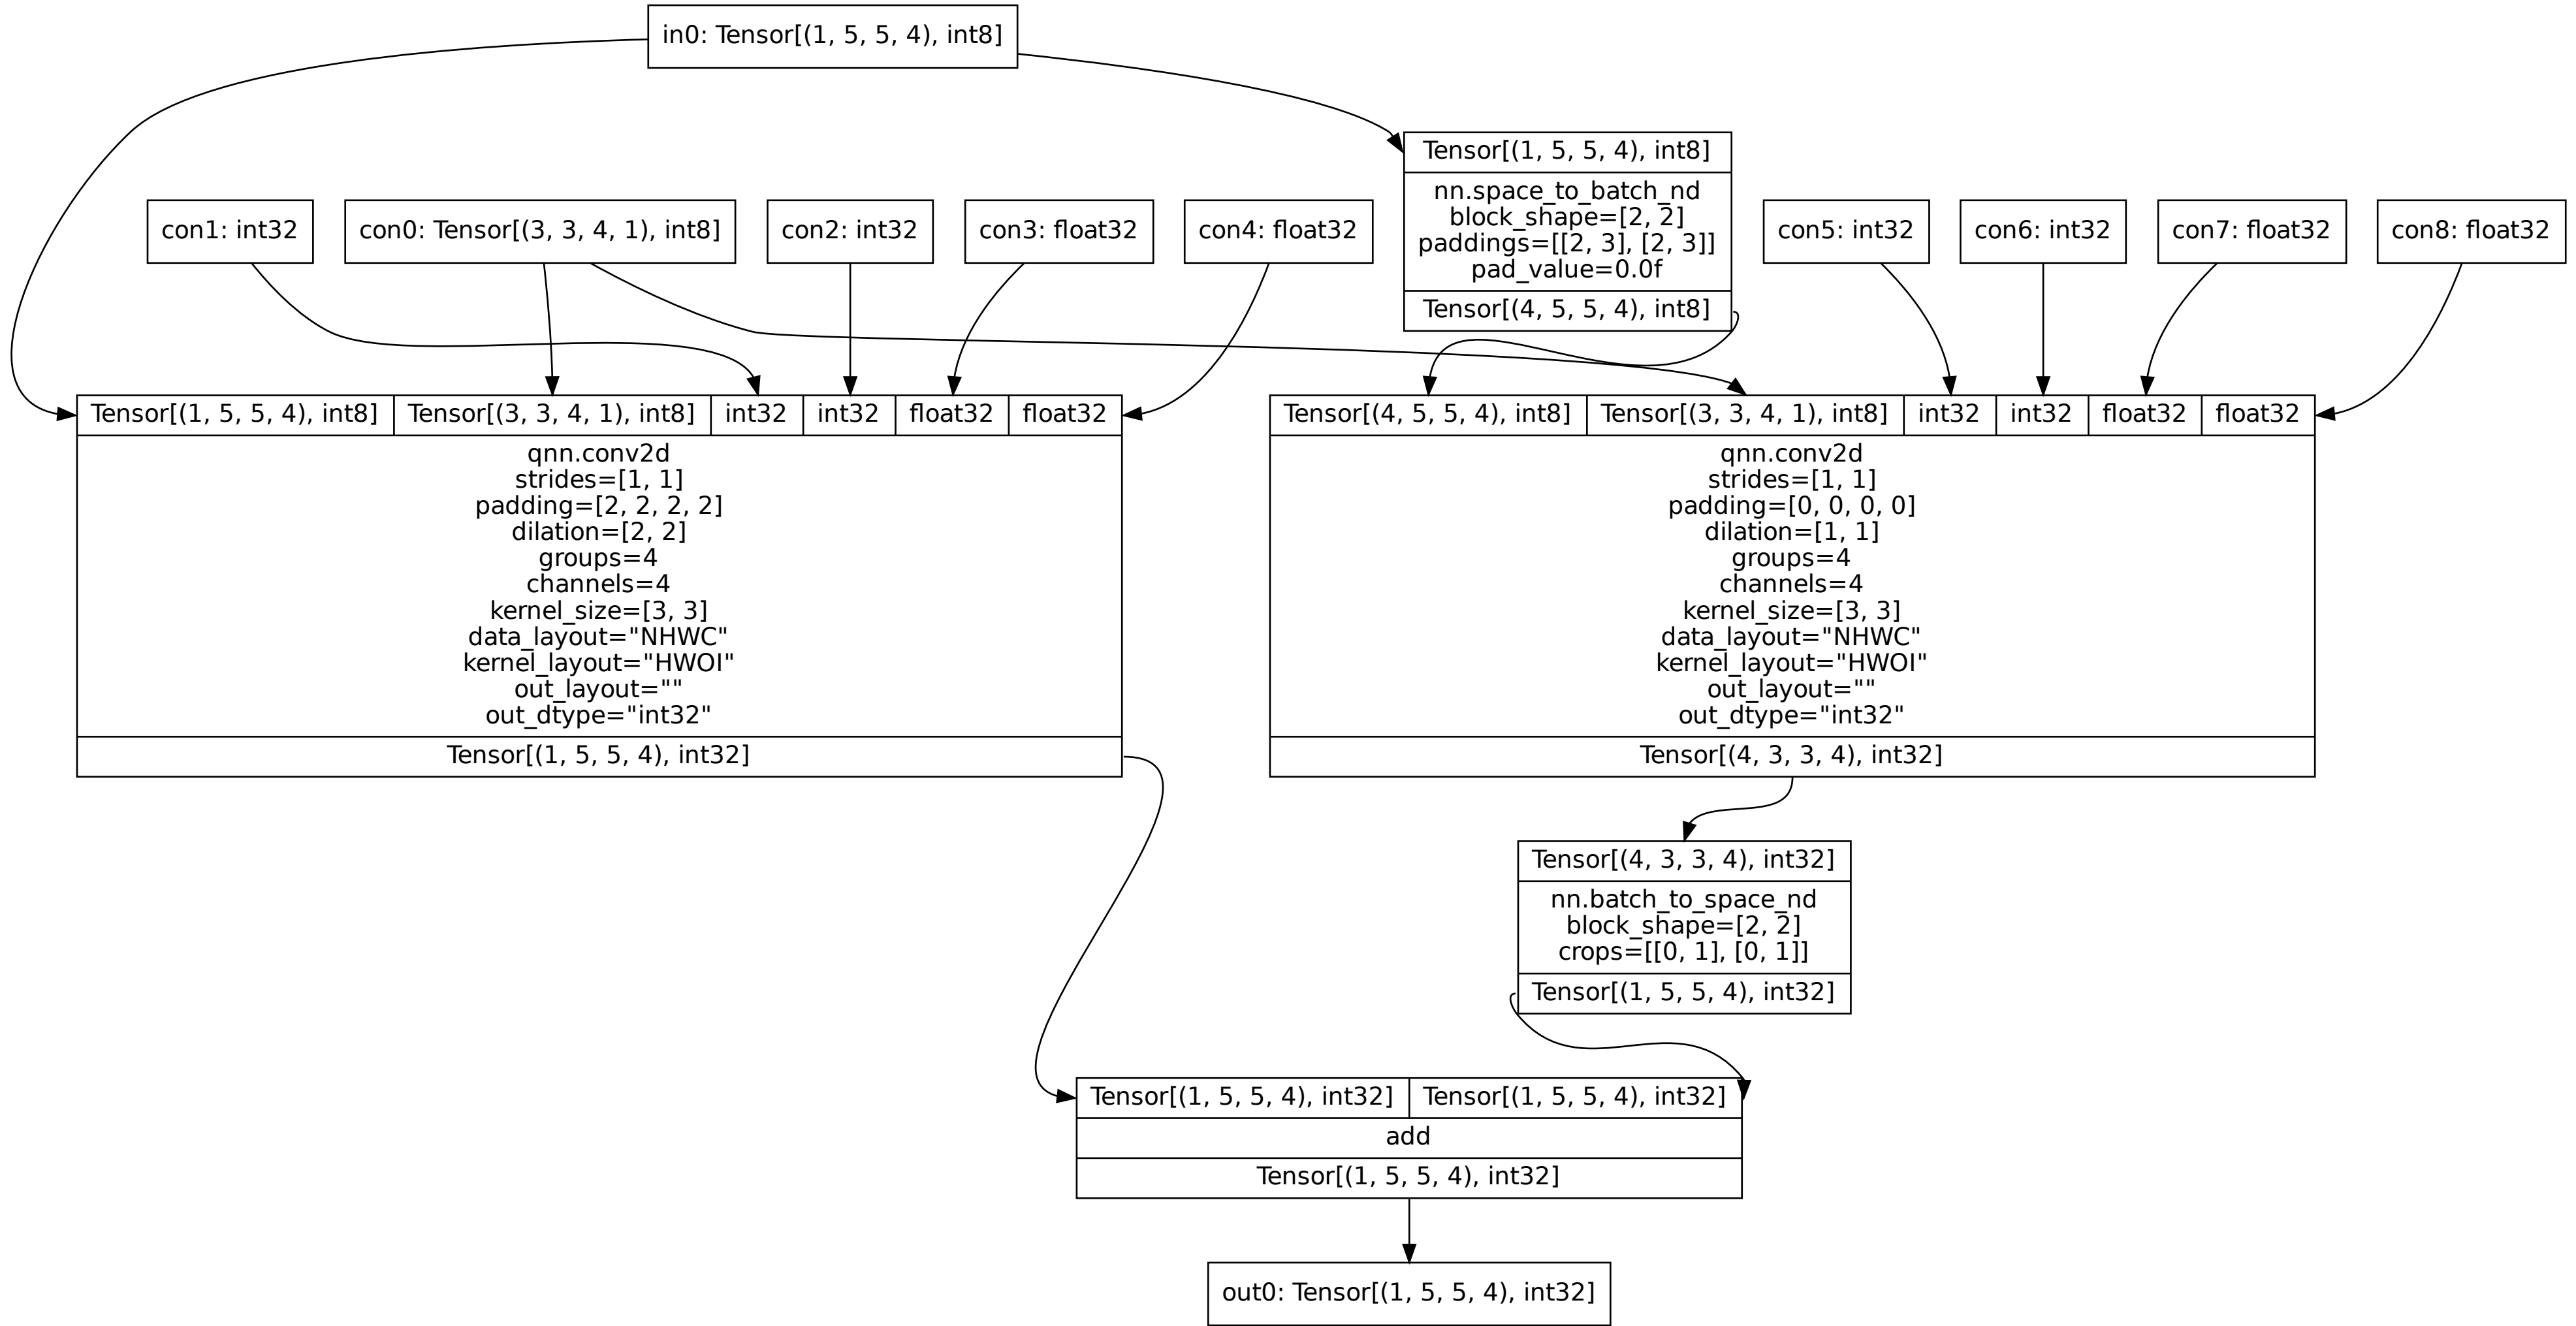 in0: Tensor[(1, 5, 5, 4), int8]
Tensor[(1, 5, 5, 4), int8]
nn.space_to_batch_nd
block_shape=[2, 2]
paddings=[[2, 3], [2, 3]]
pad_value=0.0f
Tensor[(4, 5, 5, 4), int8]
con1: int32
con0: Tensor[(3, 3, 4, 1), int8]
con2: int32
con3: float32
con4: float32
con5: int32
con6: int32
con7: float32
con8: float32
Tensor[(1, 5, 5, 4), int8]
Tensor[(3, 3, 4, 1), int8]
int32
int32
float32
float32
qnn.conv2d
strides=[1, 1]
padding=[2, 2, 2, 2]
dilation=[2, 2]
groups=4
channels=4
kernel_size=[3, 3]
data_layout="NHWC"
kernel_layout="HWOI"
out_layout=""
out_dtype="int32"
Tensor[(1, 5, 5, 4), int32]
Tensor[(4, 5, 5, 4), int8]
Tensor[(3, 3, 4, 1), int8]
int32
int32
float32
float32
qnn.conv2d
strides=[1, 1]
padding=[0, 0, 0, 0]
dilation=[1, 1]
groups=4
channels=4
kernel_size=[3, 3]
data_layout="NHWC"
kernel_layout="HWOI"
out_layout=""
out_dtype="int32"
Tensor[(4, 3, 3, 4), int32]
Tensor[(4, 3, 3, 4), int32]
nn.batch_to_space_nd
block_shape=[2, 2]
crops=[[0, 1], [0, 1]]
Tensor[(1, 5, 5, 4), int32]
Tensor[(1, 5, 5, 4), int32]
Tensor[(1, 5, 5, 4), int32]
add
Tensor[(1, 5, 5, 4), int32]
out0: Tensor[(1, 5, 5, 4), int32]